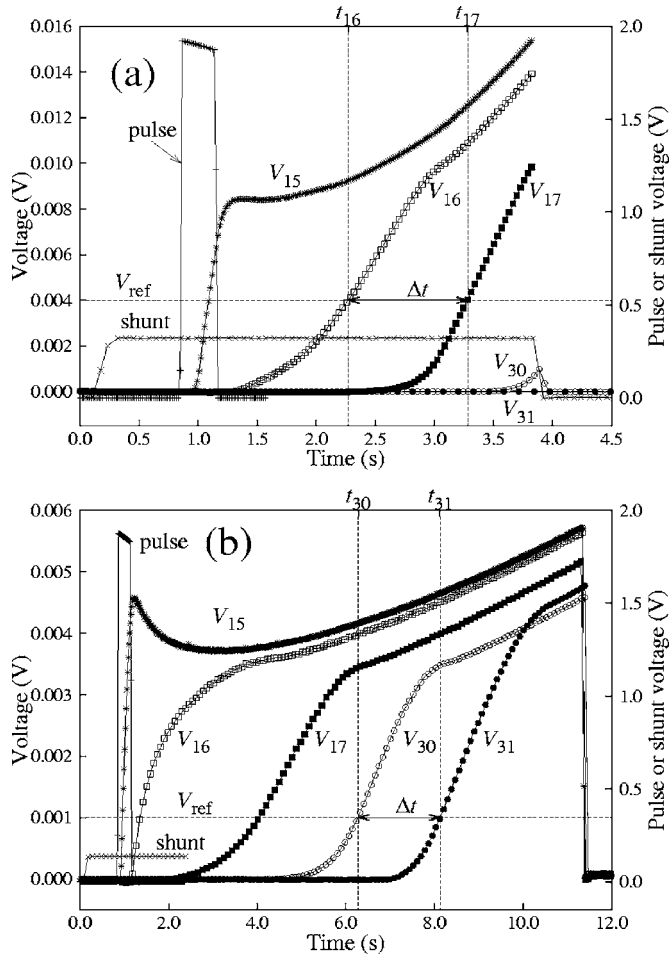 t16 t17
0.016 2.0
(a)
0.014
pulse
0.012 1.5
V15
0.010
V16 V17
0.008 1.0
0.006
Vref
0.004 Δt 0.5
shunt
0.002
V30
0.000 0.0
V31
0.0 0.5 1.0 1.5 2.0 2.5 3.0 3.5 4.0 4.5
Time (s)
Voltage (V)
Pulse or shunt voltage (V)
t30 t31
0.006 2.0
pulse (b)
0.005
V15 1.5
0.004
0.003 1.0
V16 V17 V30 V31
0.002
Vref 0.5
0.001 Δt
shunt
0.000 0.0
0.0 2.0 4.0 6.0 8.0 10.0 12.0
Time (s)
Voltage (V)
Pulse or shunt voltage (V)